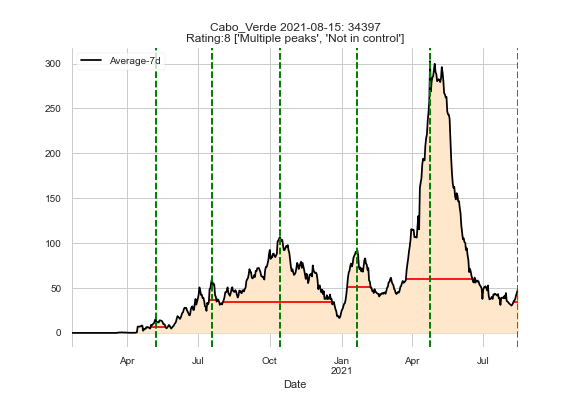 Cabo_Verde 2021-08-15: 34397
Rating:8 ['Multiple peaks', 'Not in control']
Average-7d
300
250
200
150
100
50
0
Apr
Jul
Oct
Jan
2021
Apr
Jul
Date